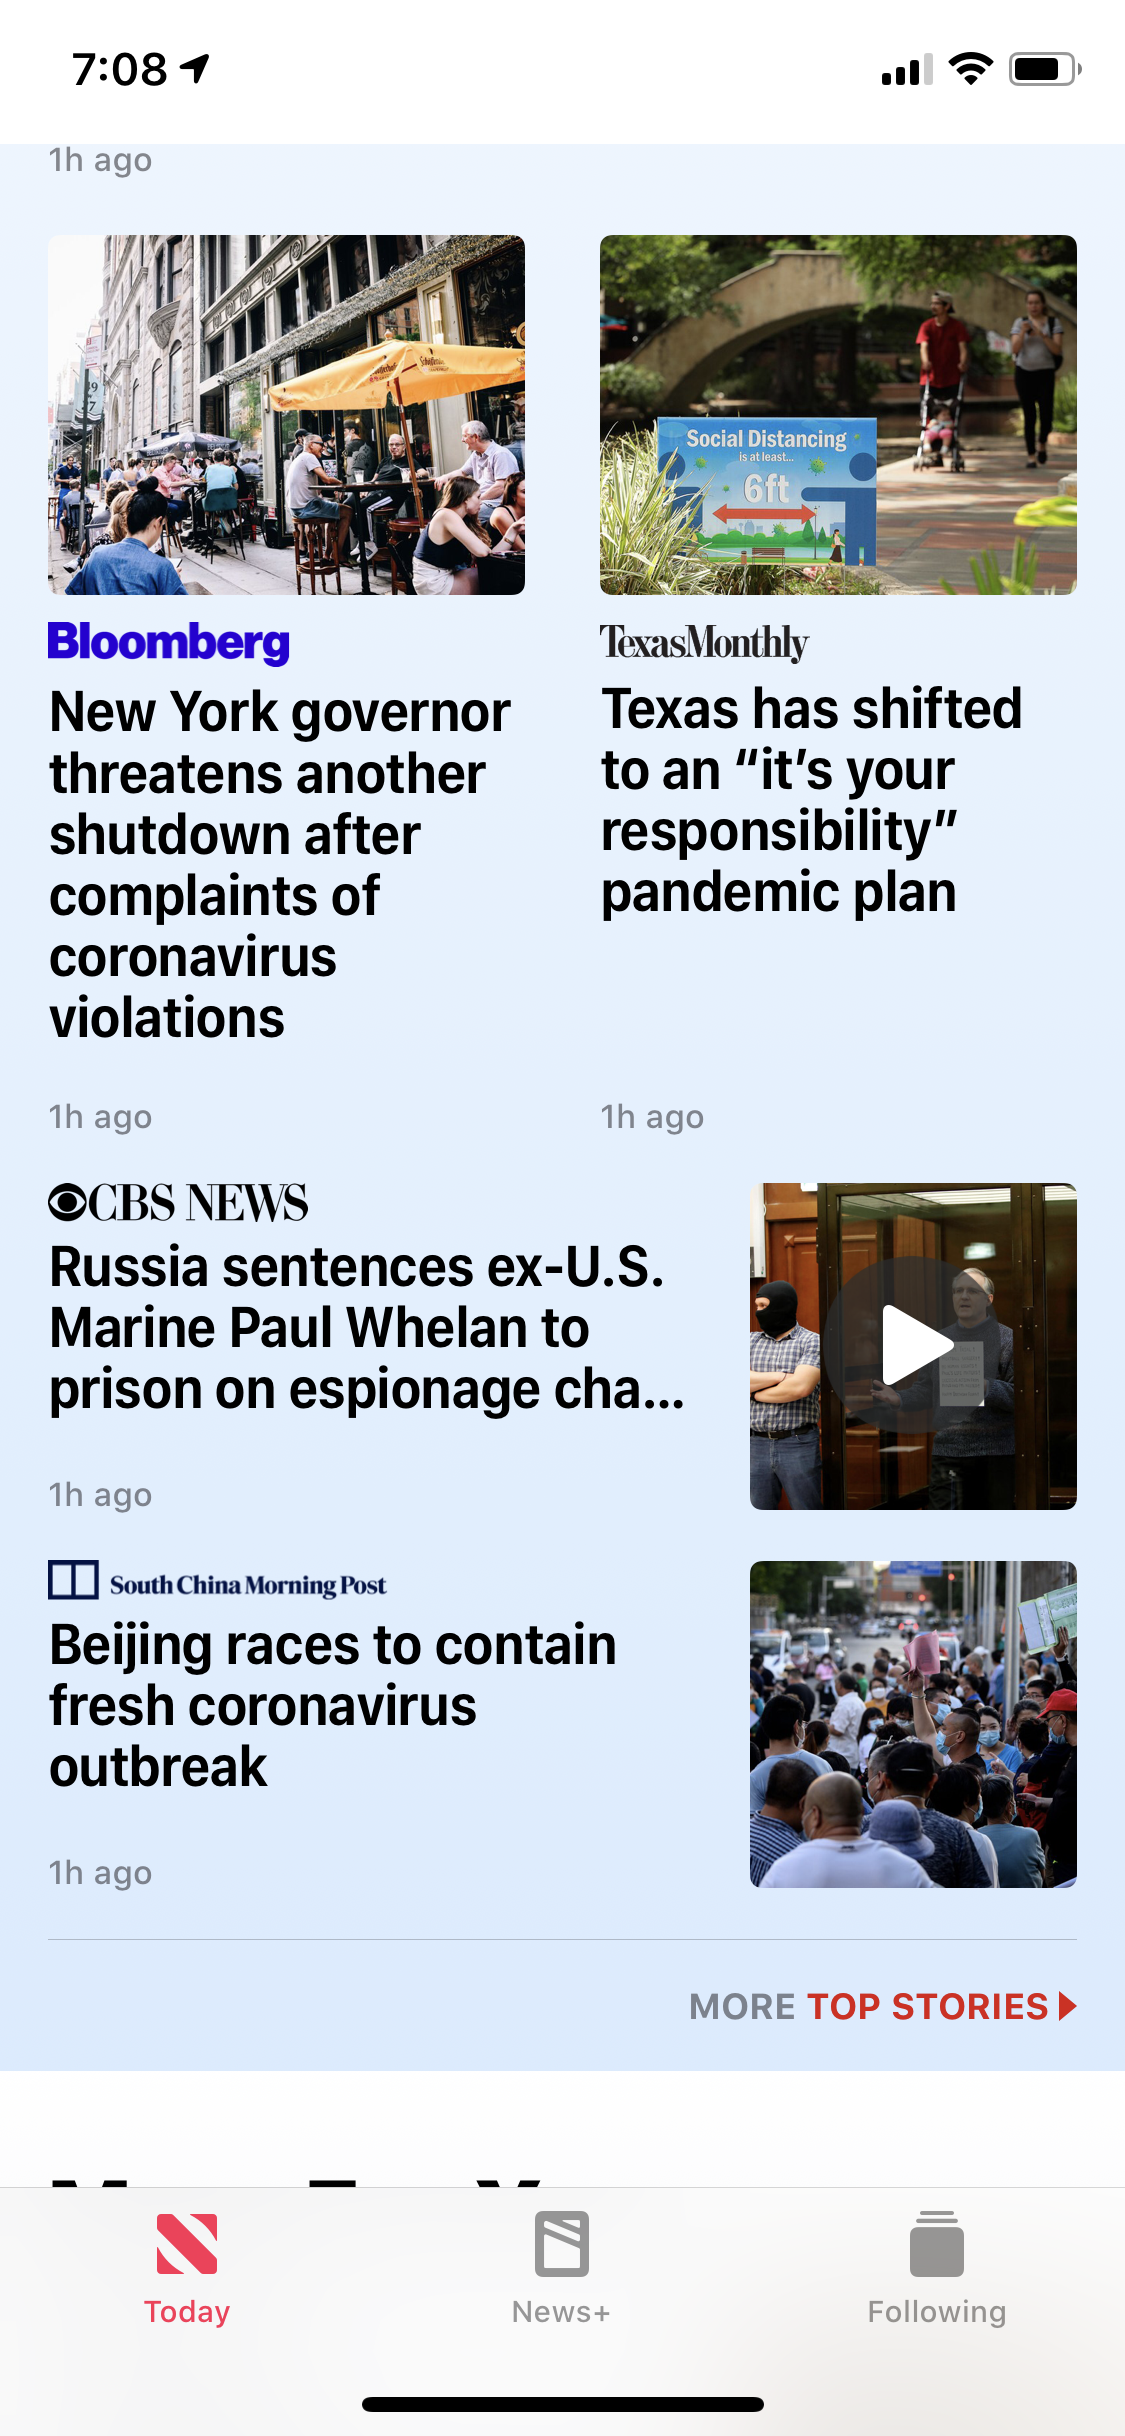 7:08
1h ago
Social Distancing
is at least...
6ft
Bloomberg
New York governor
threatens another
shutdown after
complaints of
coronavirus
violations
1h ago
TexasMonthly
Texas has shifted
to an “it’s your
responsibility”
pandemic plan
1h ago
CBS NEWS
Russia sentences ex-U.S.
Marine Paul Whelan to
prison on espionage cha...
1h ago
South China Morning Post
Beijing races to contain
fresh coronavirus
outbreak
1h ago
MORE TOP STORIES
Today
News+
Following